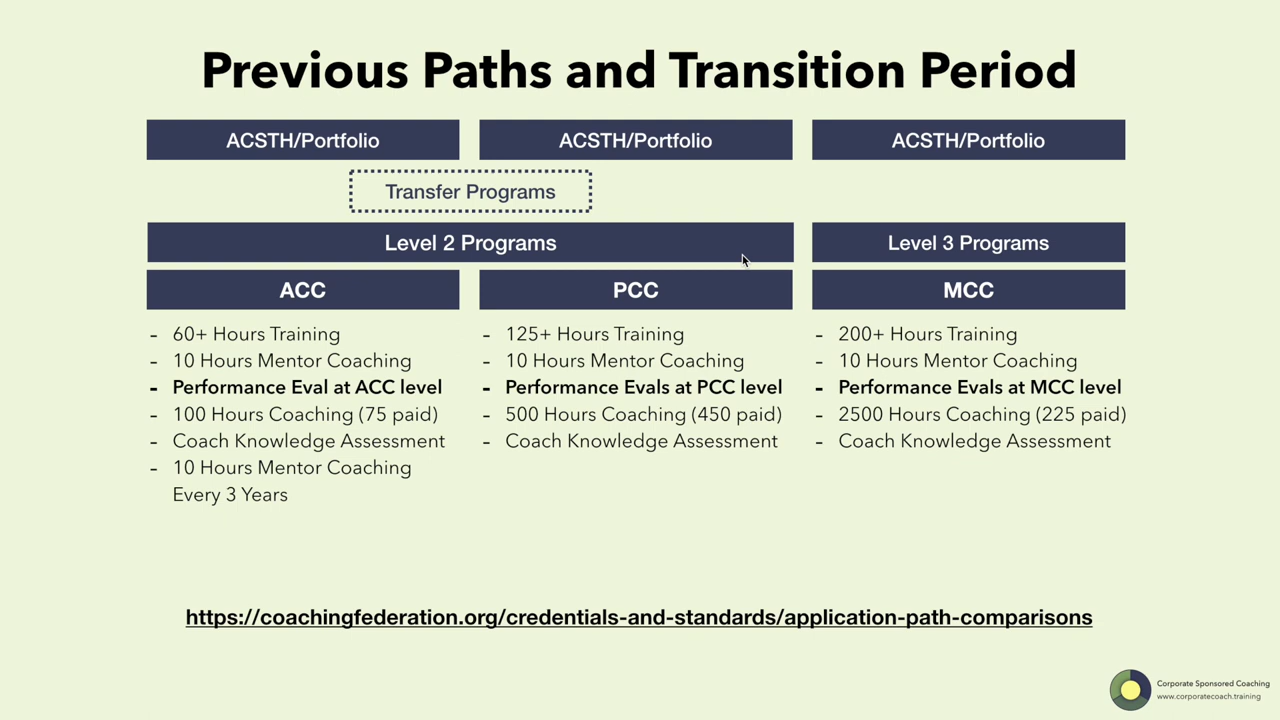 Previous Paths and Transition Period
ACSTH/Portfolio
ACSTH/Portfolio
ACSTH/Portfolio
Transfer Programs
Level 2 Programs
Level 3 Programs
ACC
PCC
MCC
- 60+ Hours Training
- 10 Hours Mentor Coaching
- Performance Eval at ACC level
- 100 Hours Coaching (75 paid)
- Coach Knowledge Assessment
- 10 Hours Mentor Coaching
Every 3 Years
- 125+ Hours Training
- 10 Hours Mentor Coaching
- Performance Evals at PCC level
- 500 Hours Coaching (450 paid)
- Coach Knowledge Assessment
- 200+ Hours Training
- 10 Hours Mentor Coaching
- Performance Evals at MCC level
- 2500 Hours Coaching (225 paid)
- Coach Knowledge Assessment
https://coachingfederation.org/credentials-and-standards/application-path-comparisons
Corporate Sponsored Coaching
www.corporatecoach.training